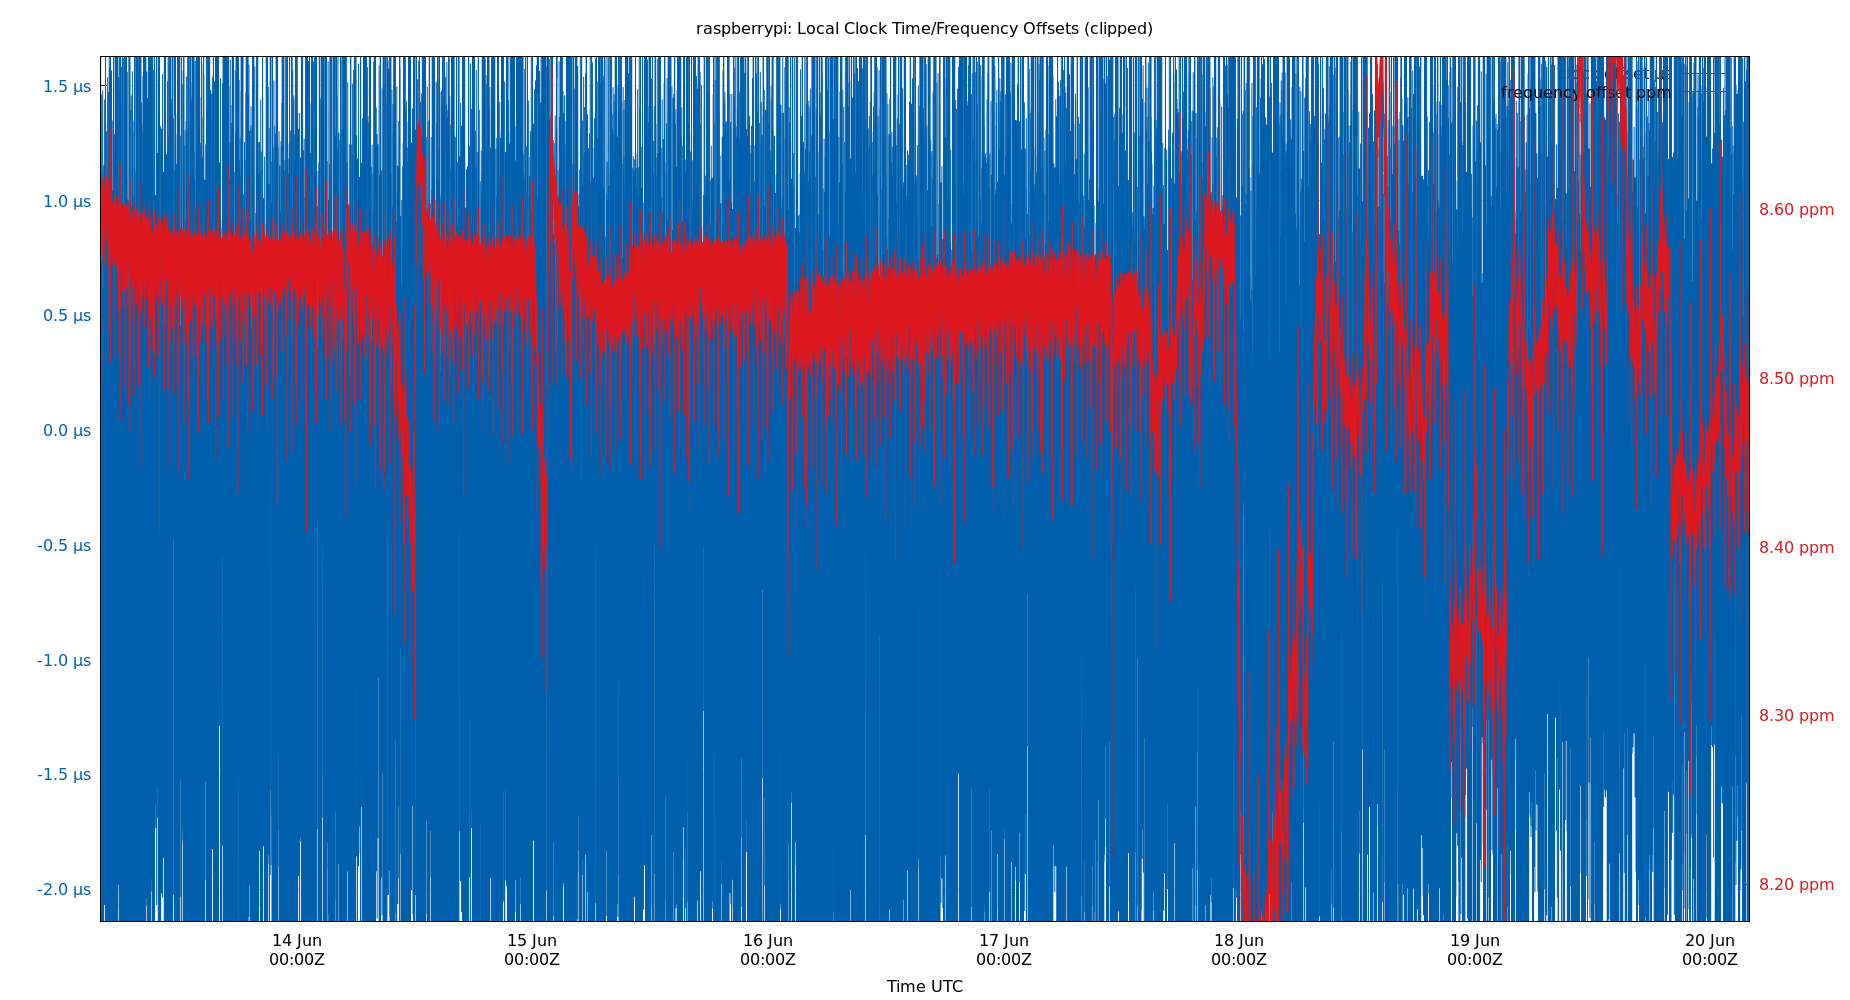 raspberrypi: Local Clock Time/Frequency Offsets (clipped)
1.5 µs
1.0 µs
0.5 µs
0.0 µs
-0.5 µs
-1.0 µs
-1.5 µs
-2.0 µs
offset µs
frequency offset ppm
8.60 ppm
8.50 ppm
8.40 ppm
8.30 ppm
8.20 ppm
14 Jun 15 Jun 16 Jun 17 Jun 18 Jun 19 Jun 20 Jun
00:00Z 00:00Z 00:00Z 00:00Z 00:00Z 00:00Z 00:00Z
Time UTC